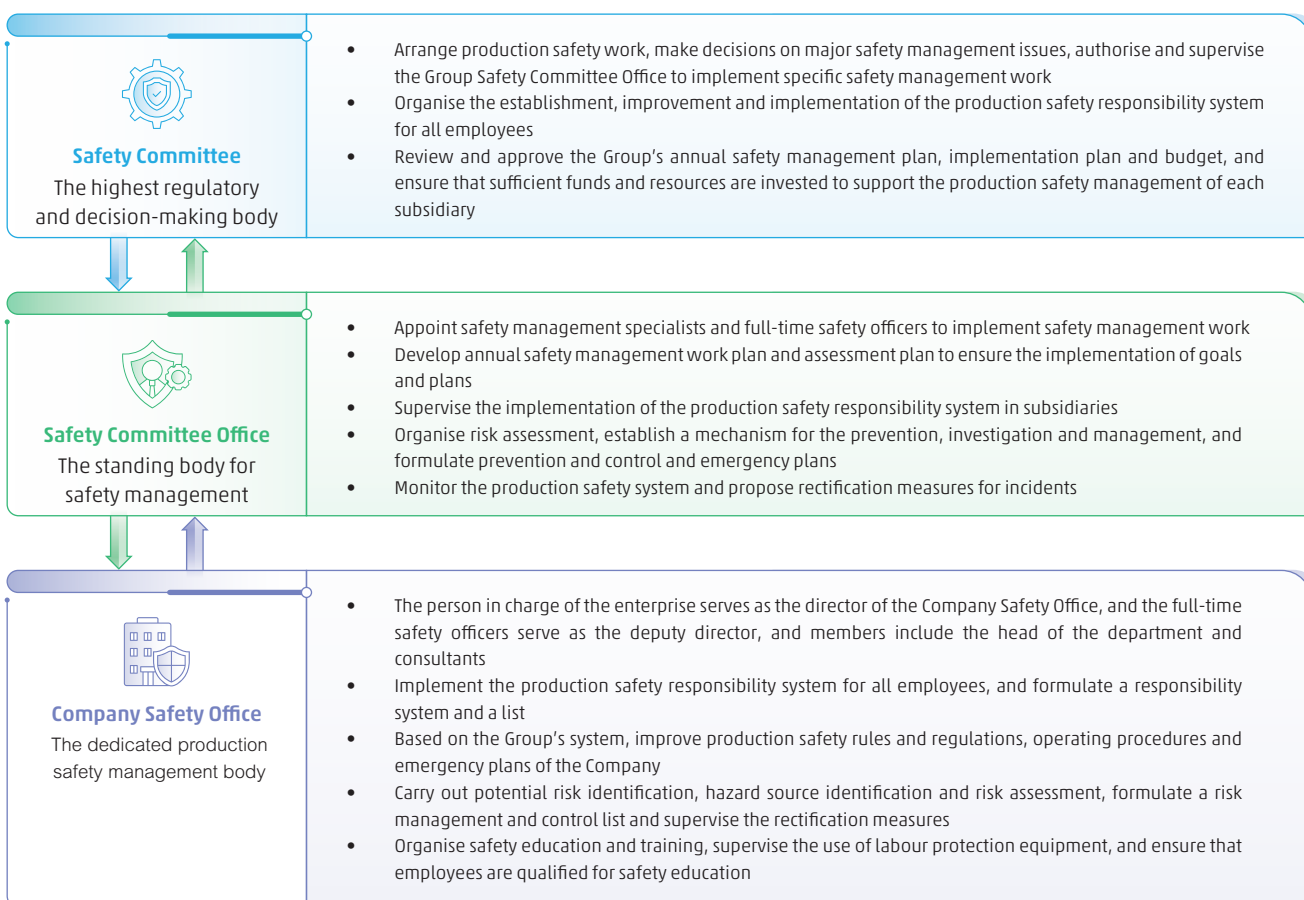 Safety Committee
The highest regulatory
and decision-making body
• Arrange production safety work, make decisions on major safety management issues, authorise and supervise
the Group Safety Committee Office to implement specific safety management work
• Organise the establishment, improvement and implementation of the production safety responsibility system
for all employees
• Review and approve the Group's annual safety management plan, implementation plan and budget, and
ensure that sufficient funds and resources are invested to support the production safety management of each
subsidiary
Safety Committee Office
The standing body for
safety management
• Appoint safety management specialists and full-time safety officers to implement safety management work
• Develop annual safety management work plan and assessment plan to ensure the implementation of goals
and plans
• Supervise the implementation of the production safety responsibility system in subsidiaries
• Organise risk assessment, establish a mechanism for the prevention, investigation and management, and
formulate prevention and control and emergency plans
• Monitor the production safety system and propose rectification measures for incidents
Company Safety Office
The dedicated production
safety management body
• The person in charge of the enterprise serves as the director of the Company Safety Office, and the full-time
safety officers serve as the deputy director, and members include the head of the department and
consultants
• Implement the production safety responsibility system for all employees, and formulate a responsibility
system and a list
• Based on the Group's system, improve production safety rules and regulations, operating procedures and
emergency plans of the Company
• Carry out potential risk identification, hazard source identification and risk assessment, formulate a risk
management and control list and supervise the rectification measures
• Organise safety education and training, supervise the use of labour protection equipment, and ensure that
employees are qualified for safety education